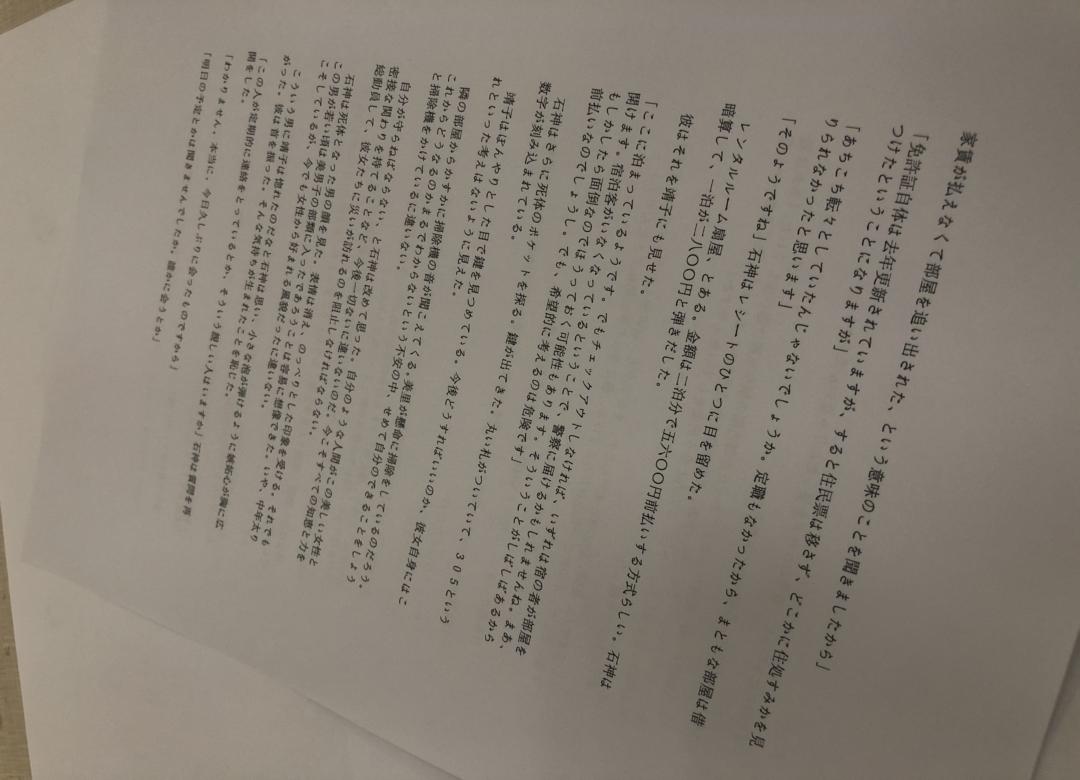 家賃が払えなくて部屋を追い出された、という意味のことを聞きましたから」
「免許証自体は去年更新されていますが、すると住民票は移さず、どこかに住処すみかを見
つけたということになりますが」
「あちこち転々としていたんじゃないでしょうか。定職もなかったから、まともな部屋は借
りられなかったと思います」
「そのようですね」石神はレシートのひとつに目を留めた。
レンタルルーム扇屋、とある。金額は二泊分で五六〇〇円前払いする方式らしい。石神は
暗算して、一泊が二八〇〇円と弾きだした。
彼はそれを靖子にも見せた。
「ここに泊まっているようです。でもチェックアウトしなければ、いずれは宿の者が部屋を
開けます。宿泊客がいなくなっているということで、警察に届けるかもしれませんね。まあ、
もしかしたら面倒なのでほうっておく可能性もあります。そういうことがしばしばあるから
前払いなのでしょうし。でも、希望的に考えるのは危険です」
石神はさらに死体のポケットを探る。鍵が出てきた。丸い札がついていて、305という
数字が刻み込まれている。
靖子はぼんやりとした目で鍵を見つめている。今後どうすればいいのか、彼女自身にはこ
れといった考えはないように見えた。
隣の部屋からかすかに掃除機の音が聞こえてくる。美里が懸命に掃除をしているのだろう。
これからどうなるのかまるでわからないという不安の中、せめて自分のできることをしよう
と掃除機をかけているに違いない。
自分が守らねばならない、と石神は改めて思った。自分のような人間がこの美しい女性と
密接な関わりを持てることなど、今後一切ないに違いないのだ。今こそすべての知恵と力を
総動員して、彼女たちに災いが訪れるのを阻止しなければならない。
石神は死体となった男の顔を見た。表情は消え、のっぺりとした印象を受ける。それでも
この男が若い頃は美男子の部類に入ったであろうことは容易に想像できた。いや、中年太り
こそしているが、今でも女性から好まれる風貌だったに違いない。
こういう男に靖子は惚れたのだなと石神は思い、小さな泡が弾けるように嫉妬心が胸に広
がった。彼は首を振った。そんな気持ちが生まれたことを恥じた。
「この人が定期的に連絡をとっているとか、そういう親しい人はいますか」石神は質問を再
開をした。
「わかりません。本当に、今日久しぶりに会ったものですから」
「明日の予定とかは聞きませんでしたか。誰かに会うとか」